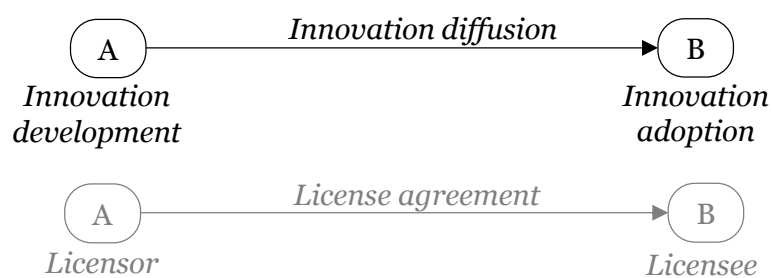 Innovation diffusion
A B
Innovation Innovation
development adoption
License agreement
A B
Licensor Licensee